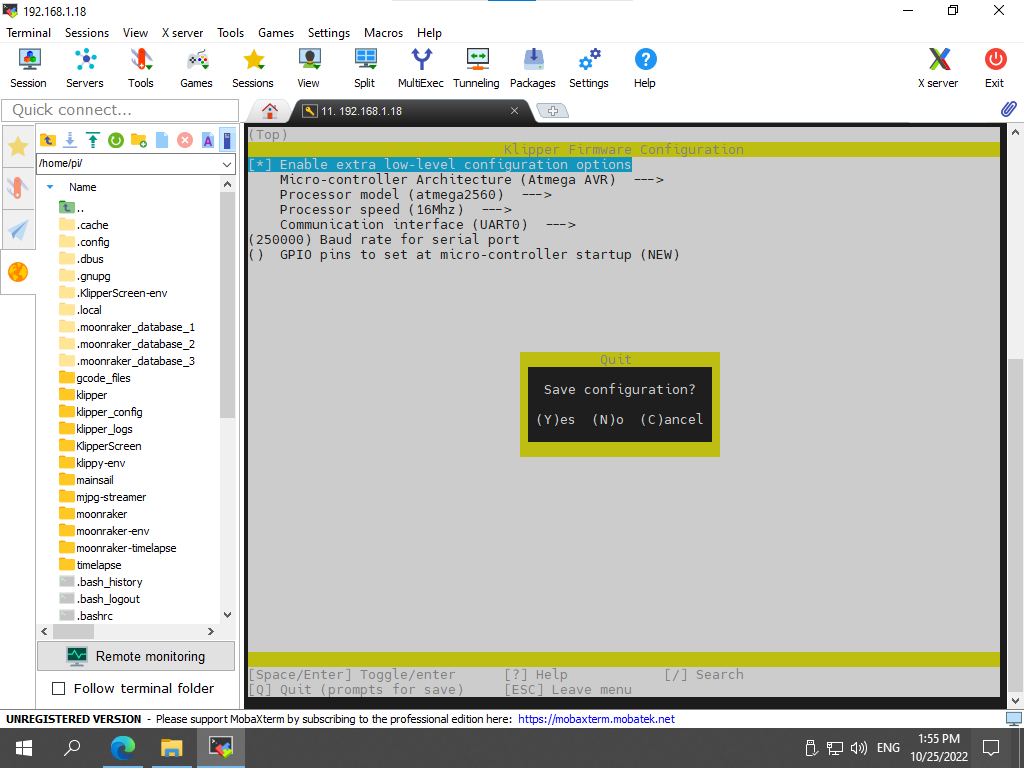 192.168.1.18
Terminal Sessions View X server Tools Games Settings Macros Help
Session Servers Tools Games Sessions View Split MultiExec Tunneling Packages Settings Help X server Exit
Quick connect...
11. 192.168.1.18
/home/pi/
Name
..
.cache
.config
.dbus
.gnupg
.KlipperScreen-env
.local
.moonraker_database_1
.moonraker_database_2
.moonraker_database_3
gcode_files
klipper
klipper_config
klipper_logs
KlipperScreen
klippy-env
mainsail
mjpg-streamer
moonraker
moonraker-env
moonraker-timelapse
timelapse
.bash_history
.bash_logout
.bashrc
Remote monitoring
Follow terminal folder
(Top)
Klipper Firmware Configuration
[*] Enable extra low-level configuration options
Micro-controller Architecture (Atmega AVR) --->
Processor model (atmega2560) --->
Processor speed (16Mhz) --->
Communication interface (UART0) --->
(250000) Baud rate for serial port
() GPIO pins to set at micro-controller startup (NEW)
Quit
Save configuration?
(Y)es (N)o (C)ancel
[Space/Enter] Toggle/enter [?] Help [/] Search
[Q] Quit (prompts for save) [ESC] Leave menu
UNREGISTERED VERSION - Please support MobaXterm by subscribing to the professional edition here: https://mobaxterm.mobatek.net
ENG
1:55 PM
10/25/2022